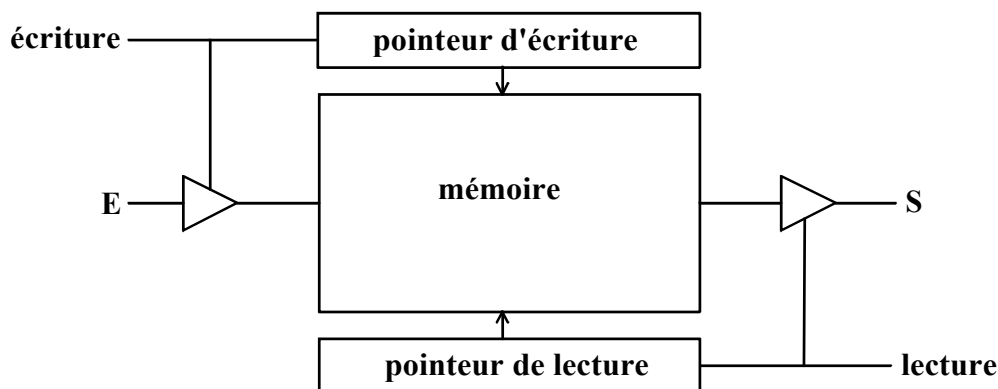 écriture
pointeur d'écriture
E
mémoire
S
pointeur de lecture
lecture